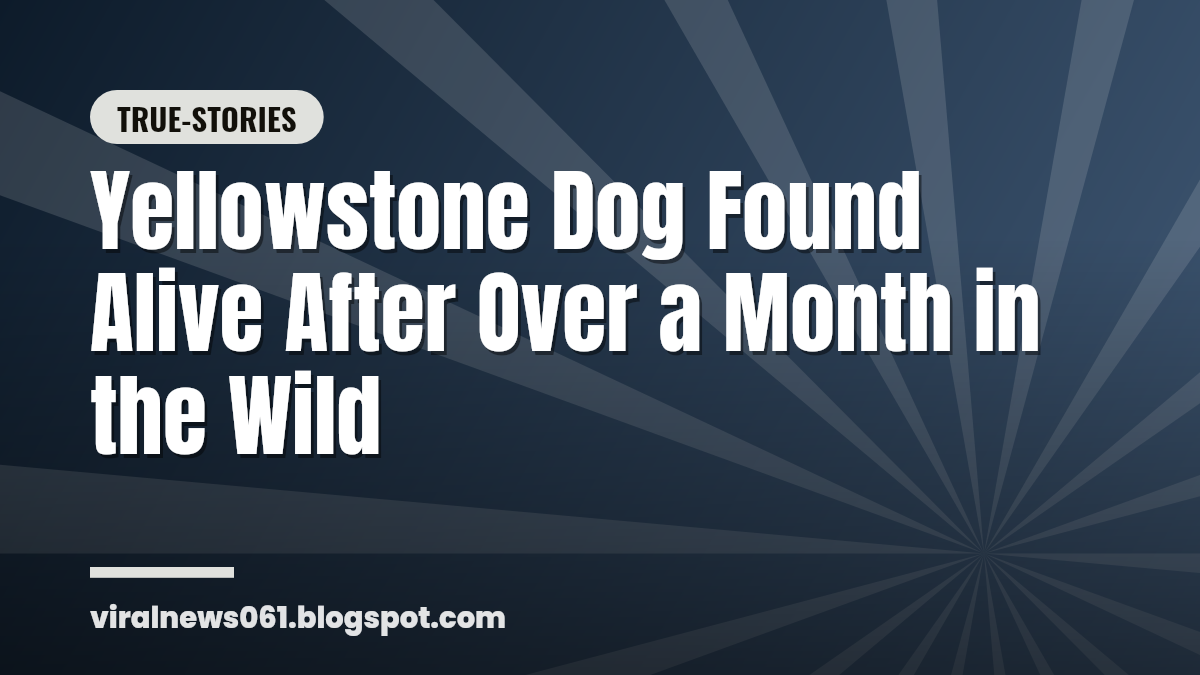 TRUE-STORIES
Yellowstone Dog Found
Alive After Over a Month in
the Wild
viralnews061.blogspot.com